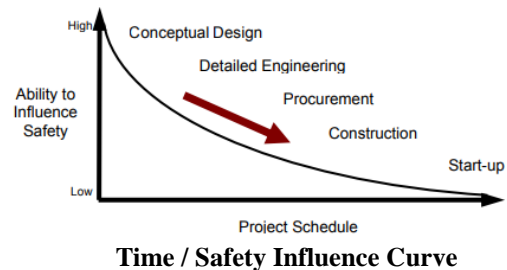 High
Conceptual Design
Detailed Engineering
Ability to
Influence
Safety
Procurement
Construction
Start-up
Low
Project Schedule
Time / Safety Influence Curve